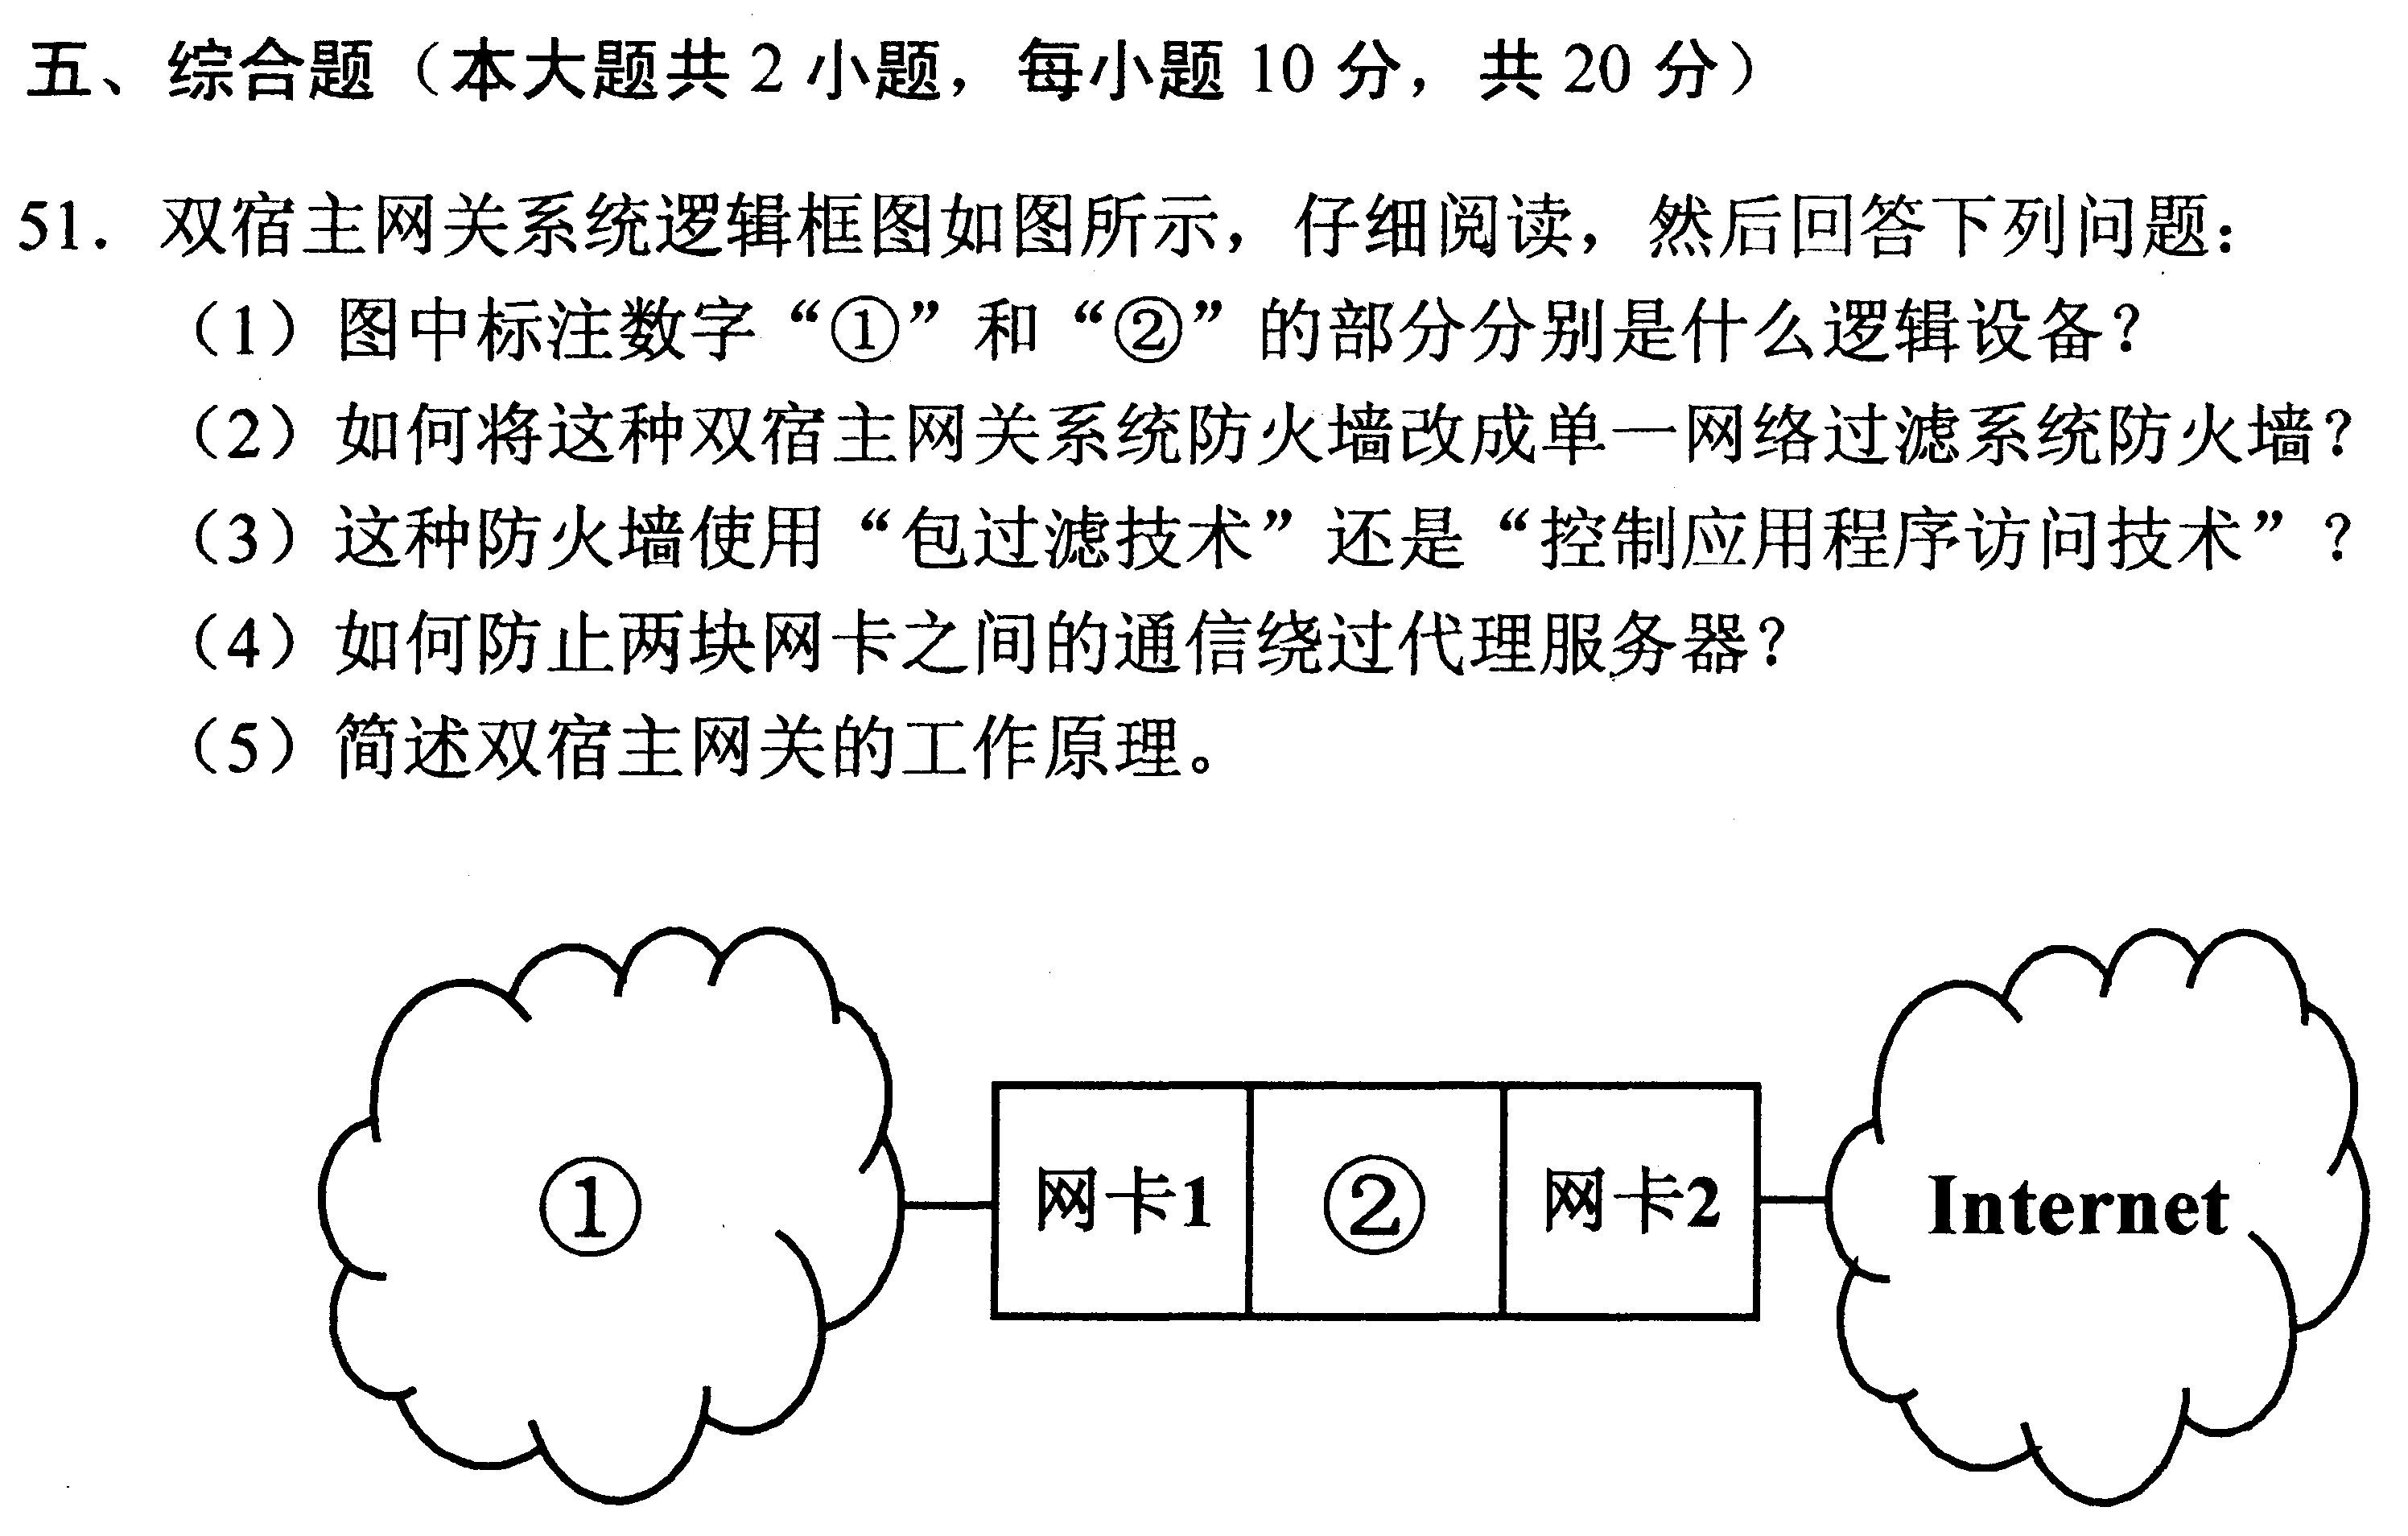 五、综合题（本大题共 2 小题，每小题 10 分，共 20 分）
51. 双宿主网关系统逻辑框图如图所示，仔细阅读，然后回答下列问题：
（1）图中标注数字“①”和“②”的部分分别是什么逻辑设备？
（2）如何将这种双宿主网关系统防火墙改成单一网络过滤系统防火墙？
（3）这种防火墙使用“包过滤技术”还是“控制应用程序访问技术”？
（4）如何防止两块网卡之间的通信绕过代理服务器？
（5）简述双宿主网关的工作原理。
① 网卡1 ② 网卡2 Internet